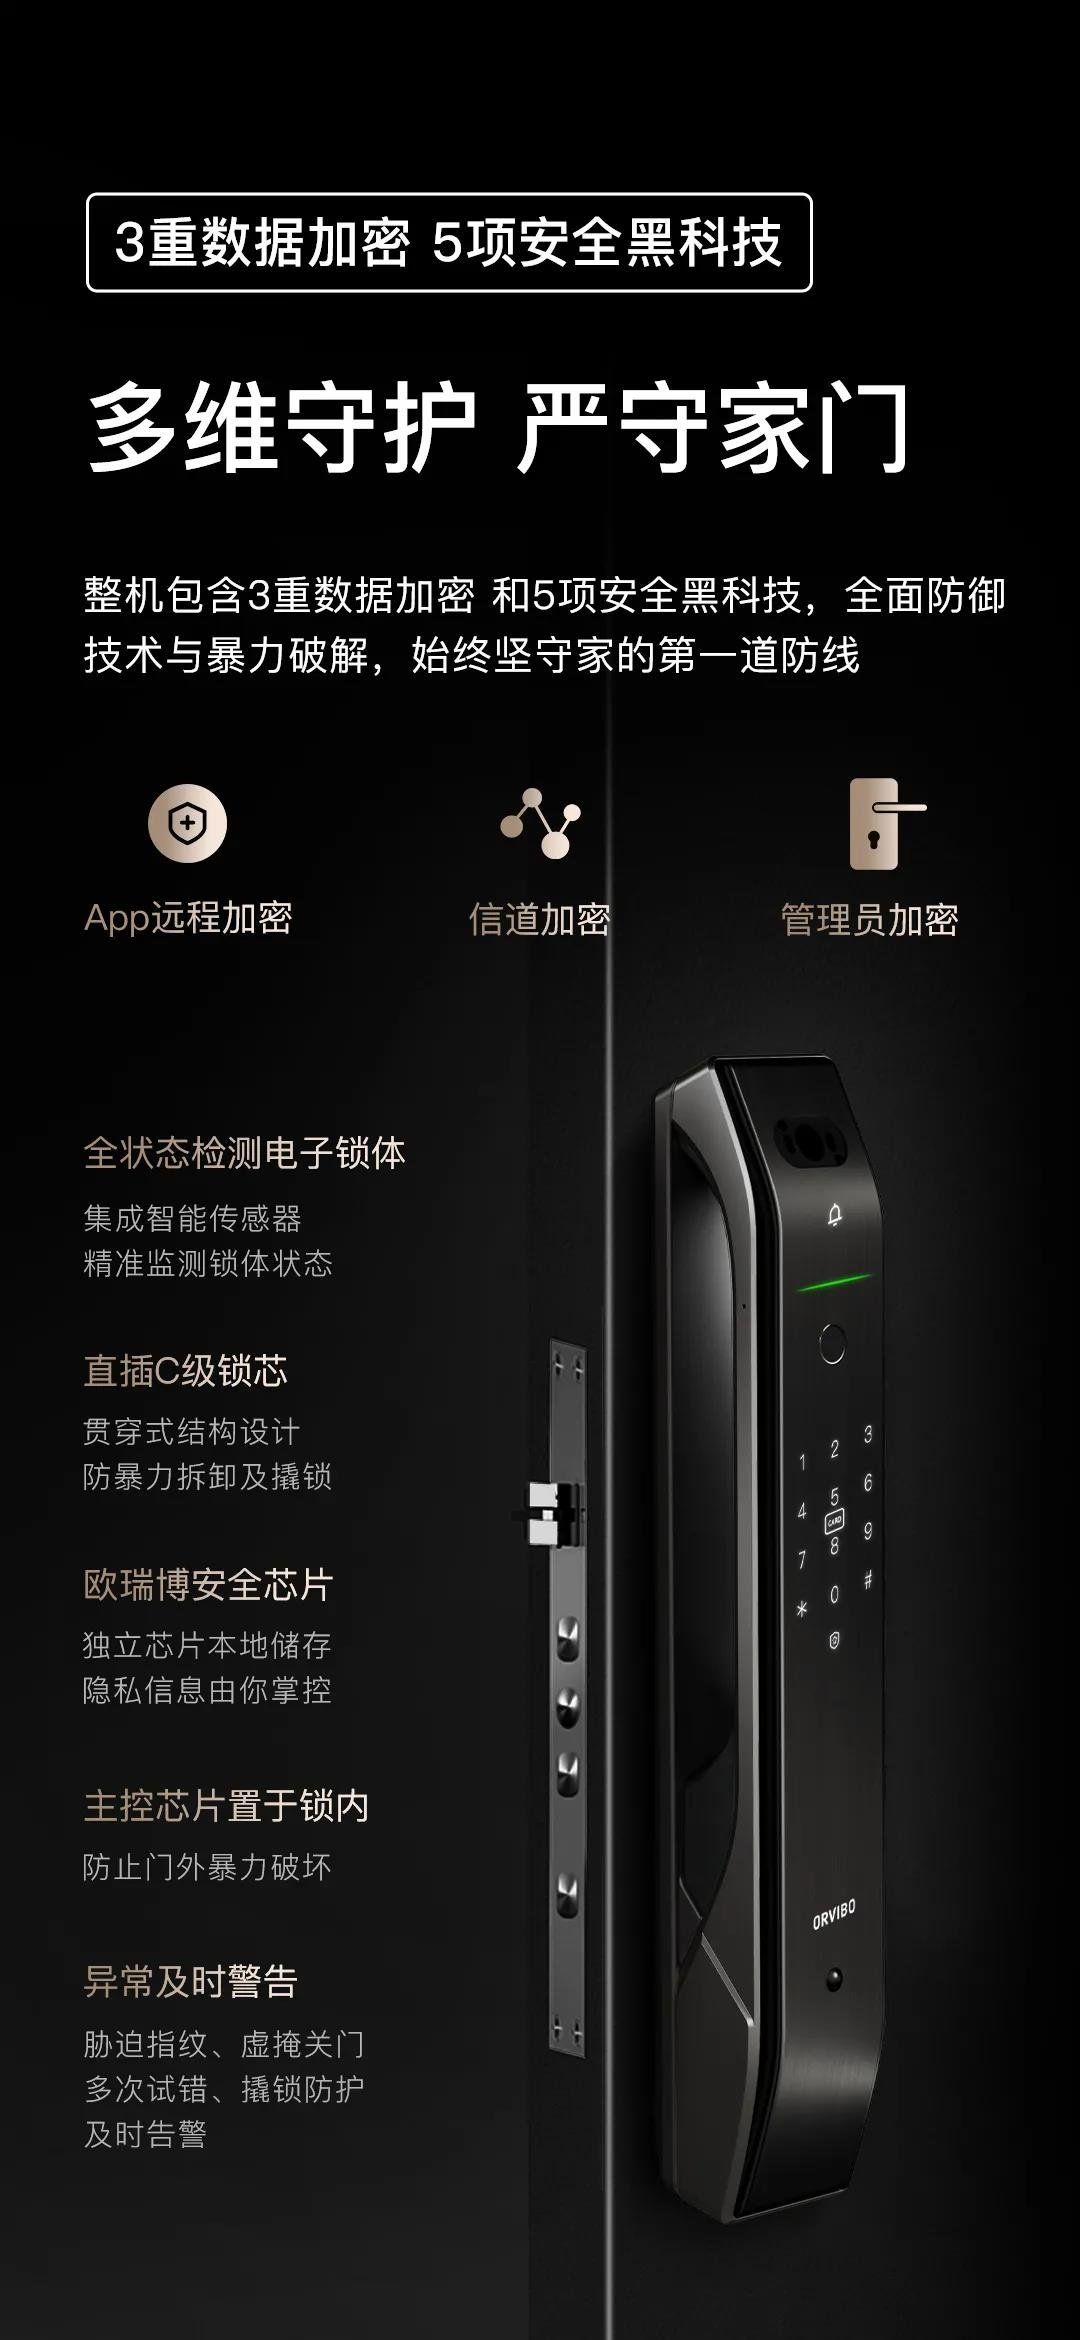 3重数据加密 5项安全黑科技
多维守护 严守家门
整机包含3重数据加密 和5项安全黑科技，全面防御
技术与暴力破解，始终坚守家的第一道防线
App远程加密
信道加密
管理员加密
全状态检测电子锁体
集成智能传感器
精准监测锁体状态
直插C级锁芯
贯穿式结构设计
防暴力拆卸及撬锁
欧瑞博安全芯片
独立芯片本地储存
隐私信息由你掌控
主控芯片置于锁内
防止门外暴力破坏
异常及时警告
胁迫指纹、虚掩关门
多次试错、撬锁防护
及时告警
1 2 3
4 5 6
CARD
7 8 9
* 0 #
ORVIBO